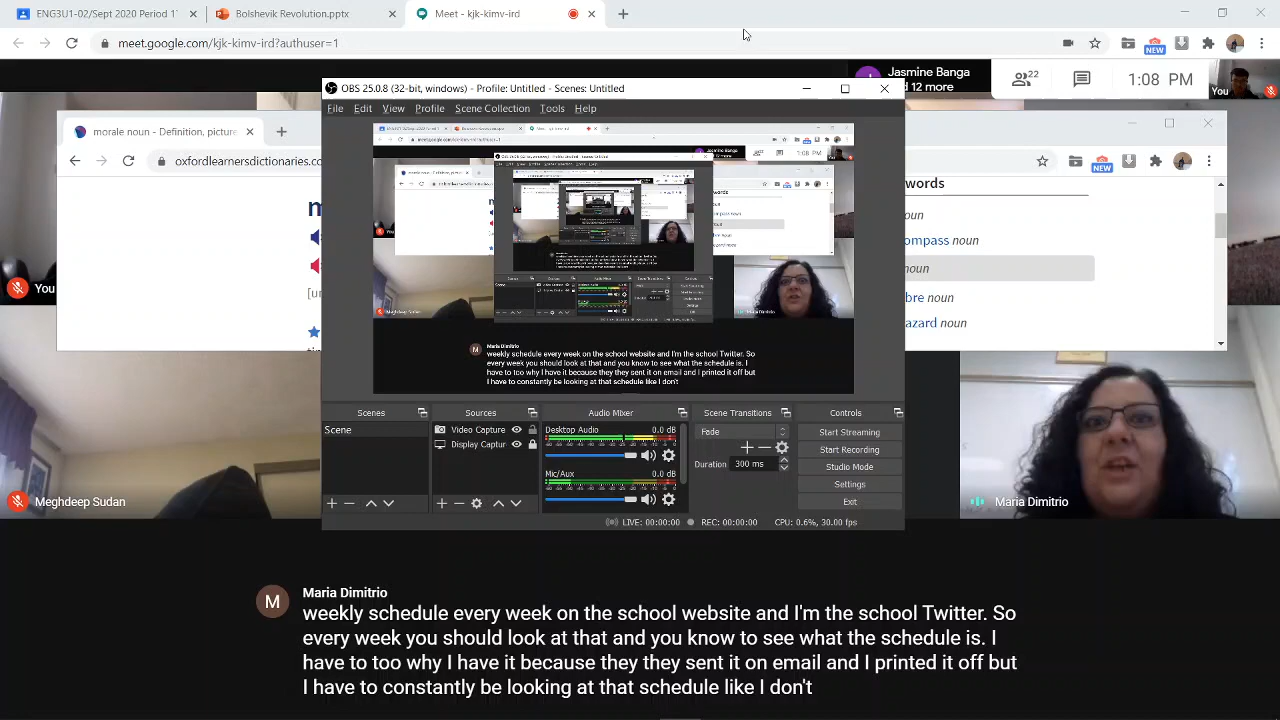 ENG3U1-02/Sept 2020 Period 1
Bolshevik Revolution.pptx
Meet - kjk-kimv-ird
meet.google.com/kjk-kimv-ird?authuser=1
NEW
Jasmine Banga
d 12 more
22
1:08 PM
You
OBS 25.0.8 (32-bit, windows) - Profile: Untitled - Scenes: Untitled
File Edit View Profile Scene Collection Tools Help
morale noun - Definition, picture
oxfordlearnersdictionaries.co
NEW
words
noun
ompass noun
noun
bre noun
azard noun
You
Meghdeep Sudan
Maria Dimitrio
Maria Dimitrio
weekly schedule every week on the school website and I'm the school Twitter. So
every week you should look at that and you know to see what the schedule is. I
have to too why I have it because they they sent it on email and I printed it off but
I have to constantly be looking at that schedule like I don't
Scenes
Scene
Sources
Video Capture
Display Captur
Audio Mixer
Desktop Audio 0.0 dB
Mic/Aux 0.0 dB
Scene Transitions
Fade
Duration 300 ms
Controls
Start Streaming
Start Recording
Studio Mode
Settings
Exit
LIVE: 00:00:00 REC: 00:00:00 CPU: 0.6%, 30.00 fps
M
Maria Dimitrio
weekly schedule every week on the school website and I'm the school Twitter. So
every week you should look at that and you know to see what the schedule is. I
have to too why I have it because they they sent it on email and I printed it off but
I have to constantly be looking at that schedule like I don't